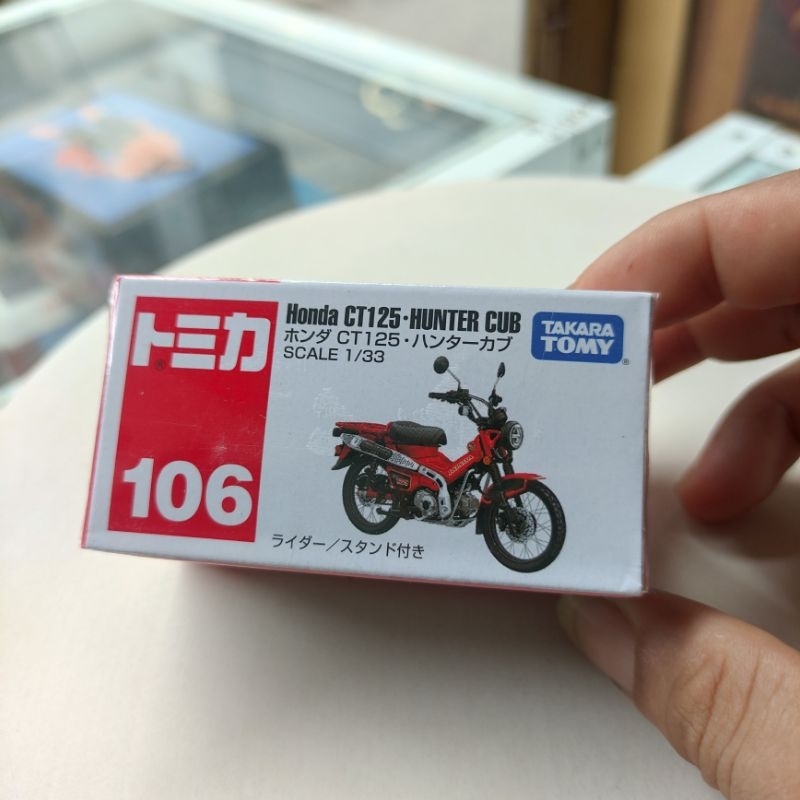 トミカ
106
Honda CT125・HUNTER CUB
ホンダ CT125・ハンターカブ
SCALE 1/33
TAKARA
TOMY
ライダー/スタンド付き